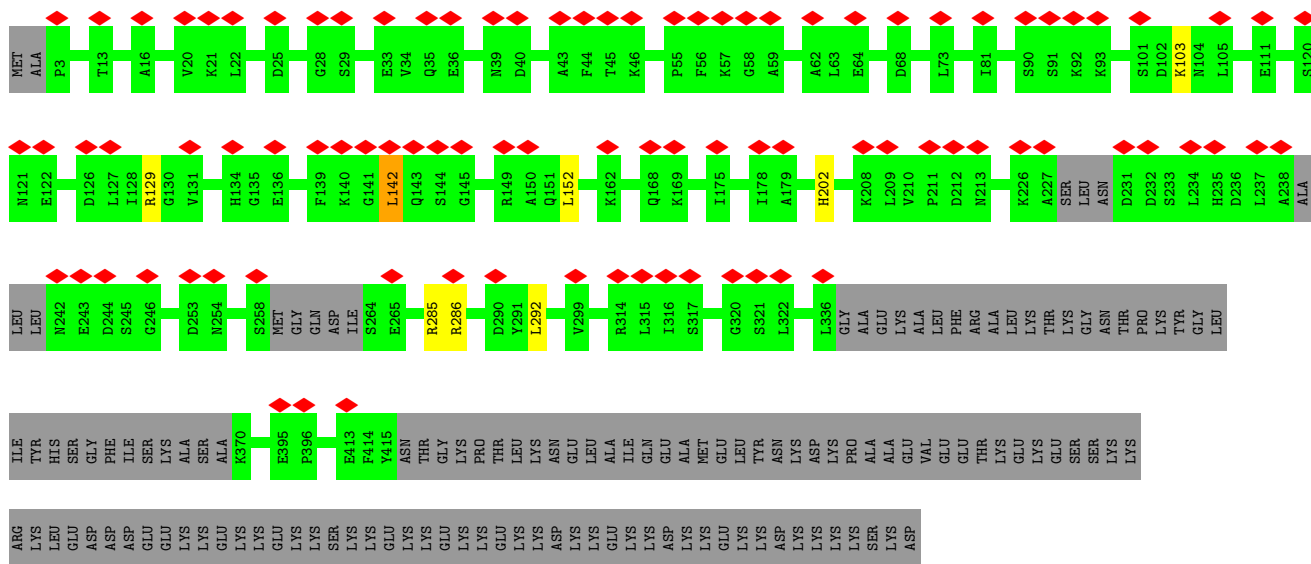 MET ALA P3 T13 A16 V20 K21 L22 D25 G28 S29 E33 V34 Q35 E36 N39 D40 A43 F44 T45 K46 P55 F56 K57 G58 A59 A62 L63 E64 D68 L73 I81 S90 S91 K92 K93 S101 D102 K103 N104 L105 E111 S120
N121 E122 D126 L127 I128 R129 G130 V131 H134 G135 E136 F139 K140 G141 L142 Q143 S144 G145 R149 A150 Q151 L152 K162 Q168 K169 I175 I178 A179 H202 K208 L209 V210 P211 D212 N213 K226 A227 SER LEU ASN D231 D232 S233 L234 H235 D236 L237 A238 ALA
LEU LEU N242 E243 D244 S245 G246 D253 N254 S258 MET GLY GLN ASP ILE S264 E265 R285 R286 D290 Y291 L292 V299 R314 L315 I316 S317 G320 S321 L322 L336 GLY ALA GLU LYS ALA LEU PHE ARG ALA LEU LYS THR LYS GLY ASN THR PRO LYS TYR GLY LEU
ILE TYR HIS SER GLY PHE ILE SER LYS ALA SER ALA K370 E395 P396 E413 F414 Y415 ASN THR GLY LYS PRO THR LEU LYS ASN GLU LEU ALA ILE GLN GLU ALA MET GLU LEU TYR ASN LYS ASP LYS PRO ALA ALA GLU VAL GLU GLU THR LYS GLU LYS GLU SER SER LYS LYS
ARG LYS LEU GLU ASP ASP ASP GLU GLU LYS LYS GLU LYS LYS GLU LYS LYS SER LYS LYS GLU LYS LYS GLU LYS LYS GLU LYS LYS ASP LYS LYS GLU LYS LYS ASP LYS LYS GLU LYS LYS ASP LYS LYS LYS LYS SER LYS ASP